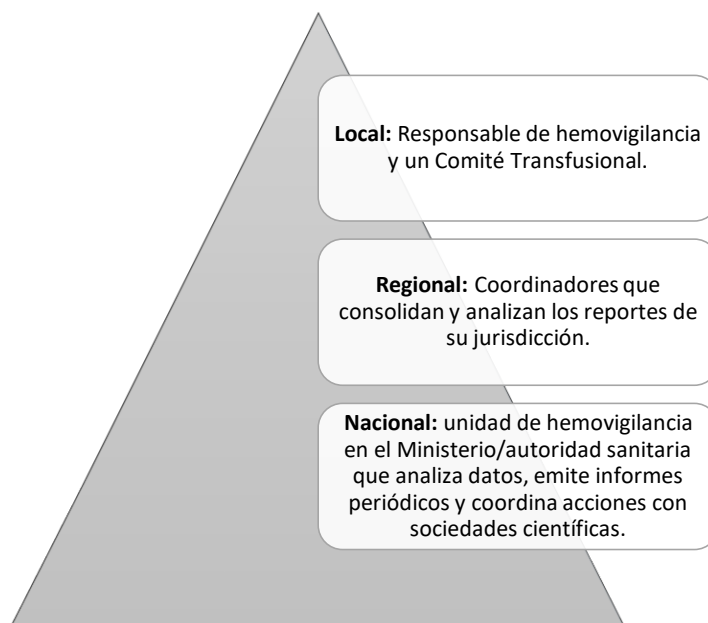 Local: Responsable de hemovigilancia
y un Comité Transfusional.
Regional: Coordinadores que
consolidan y analizan los reportes de
su jurisdicción.
Nacional: unidad de hemovigilancia
en el Ministerio/autoridad sanitaria
que analiza datos, emite informes
periódicos y coordina acciones con
sociedades científicas.